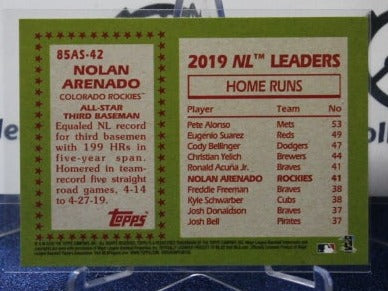 85AS-42
NOLAN
ARENADO
COLORADO ROCKIES™
ALL-STAR
THIRD BASEMAN
Equaled NL record
for third basemen
with 199 HRs in
five-year span.
Homered in team-
record five straight
road games, 4-14
to 4-27-19.
Topps
2019 NL™ LEADERS
HOME RUNS
Player Team No
Pete Alonso Mets 53
Eugenio Suarez Reds 49
Cody Bellinger Dodgers 47
Christian Yelich Brewers 44
Ronald Acuña Jr. Braves 41
NOLAN ARENADO ROCKIES 41
Freddie Freeman Braves 38
Kyle Schwarber Cubs 38
Josh Donaldson Braves 37
Josh Bell Pirates 37